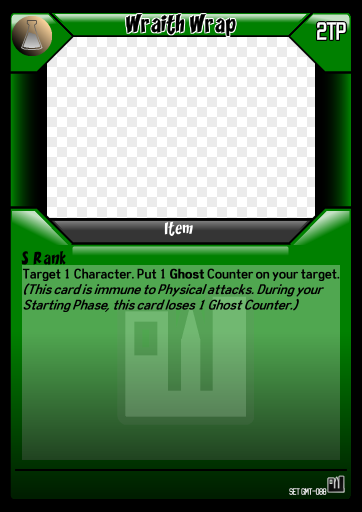 Wraith Wrap
2TP
Item
S Rank
Target 1 Character. Put 1 Ghost Counter on your target.
(This card is immune to Physical attacks. During your
Starting Phase, this card loses 1 Ghost Counter.)
SET GMT-088